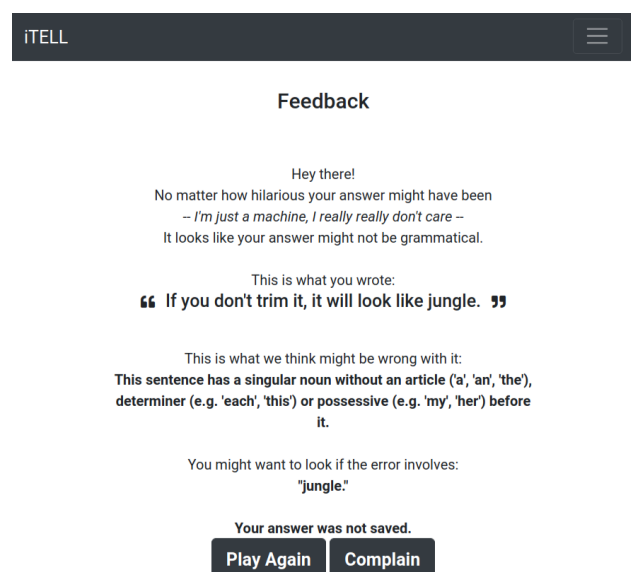 iTELL
Feedback
Hey there!
No matter how hilarious your answer might have been
-- I'm just a machine, I really really don't care --
It looks like your answer might not be grammatical.
This is what you wrote:
“ If you don't trim it, it will look like jungle. ”
This is what we think might be wrong with it:
This sentence has a singular noun without an article ('a', 'an', 'the'),
determiner (e.g. 'each', 'this') or possessive (e.g. 'my', 'her') before
it.
You might want to look if the error involves:
"jungle."
Your answer was not saved.
Play Again Complain